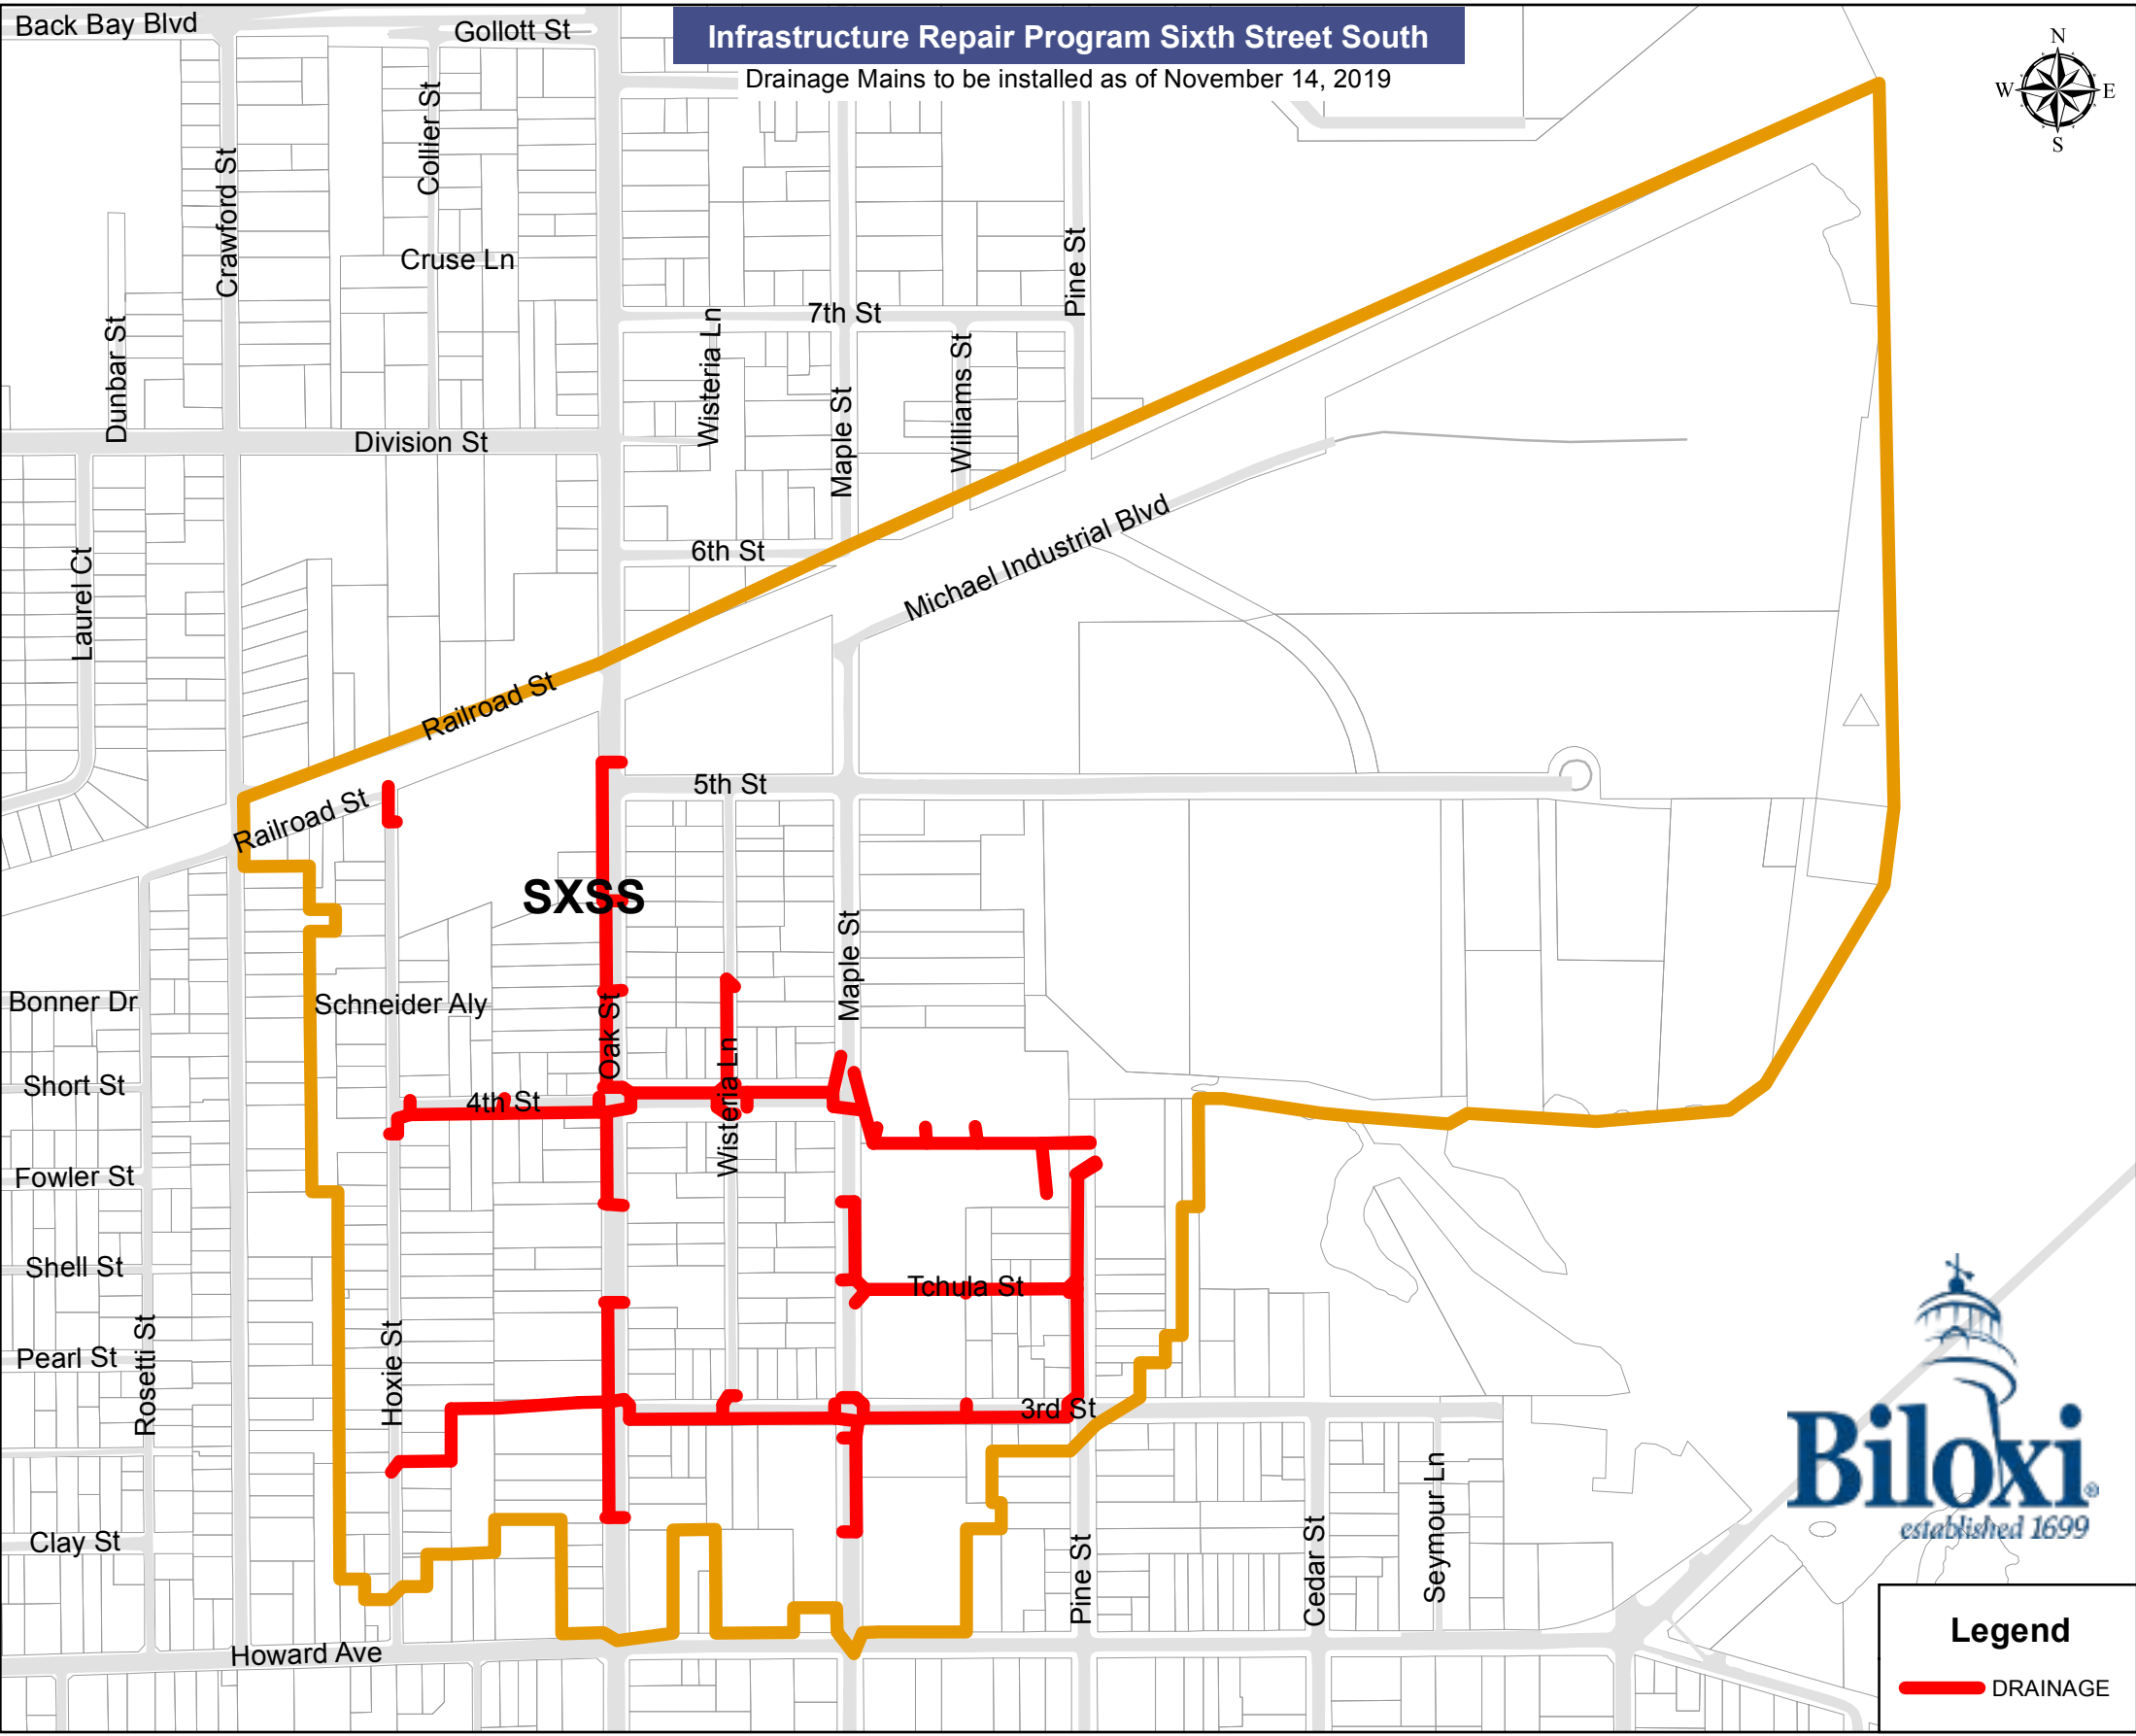 Infrastructure Repair Program Sixth Street South
Drainage Mains to be installed as of November 14, 2019
N
W
E
S
Back Bay Blvd
Gollott St
Collier St
Crawford St
Cruse Ln
Pine St
7th St
Wisteria Ln
Dunbar St
Williams St
Maple St
Division St
6th St
Michael Industrial Blvd
Laurel Ct
Railroad St
5th St
Railroad St
SXSS
Maple St
Bonner Dr
Schneider Aly
Oak St
Short St
4th St
Wisteria Ln
Fowler St
Shell St
Tchula St
Rosetti St
Hoxie St
Pearl St
3rd St
Biloxi®
established 1699
Seymour Ln
Clay St
Cedar St
Pine St
Howard Ave
Legend
DRAINAGE